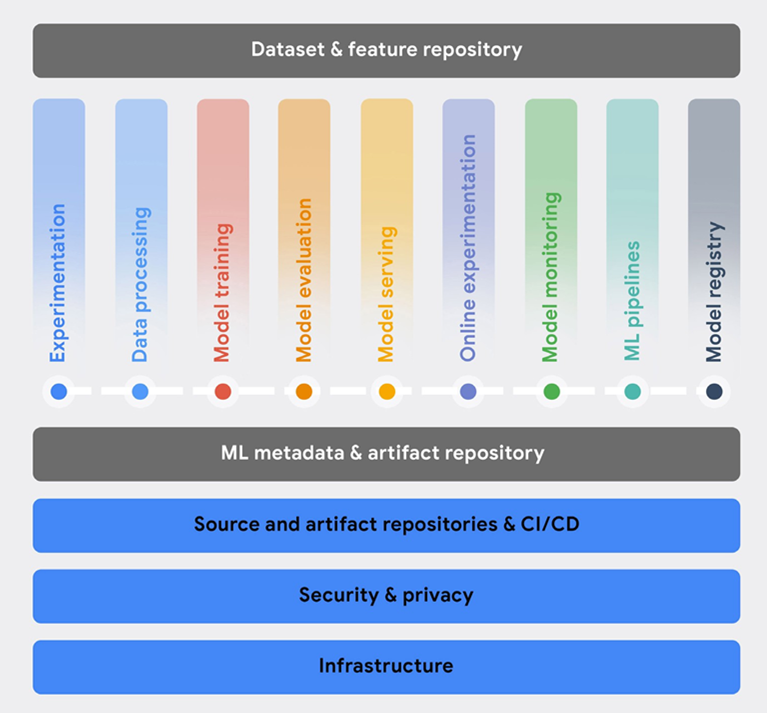 Dataset & feature repository
Experimentation
Data processing
Model training
Model evaluation
Model serving
Online experimentation
Model monitoring
ML pipelines
Model registry
ML metadata & artifact repository
Source and artifact repositories & CI/CD
Security & privacy
Infrastructure